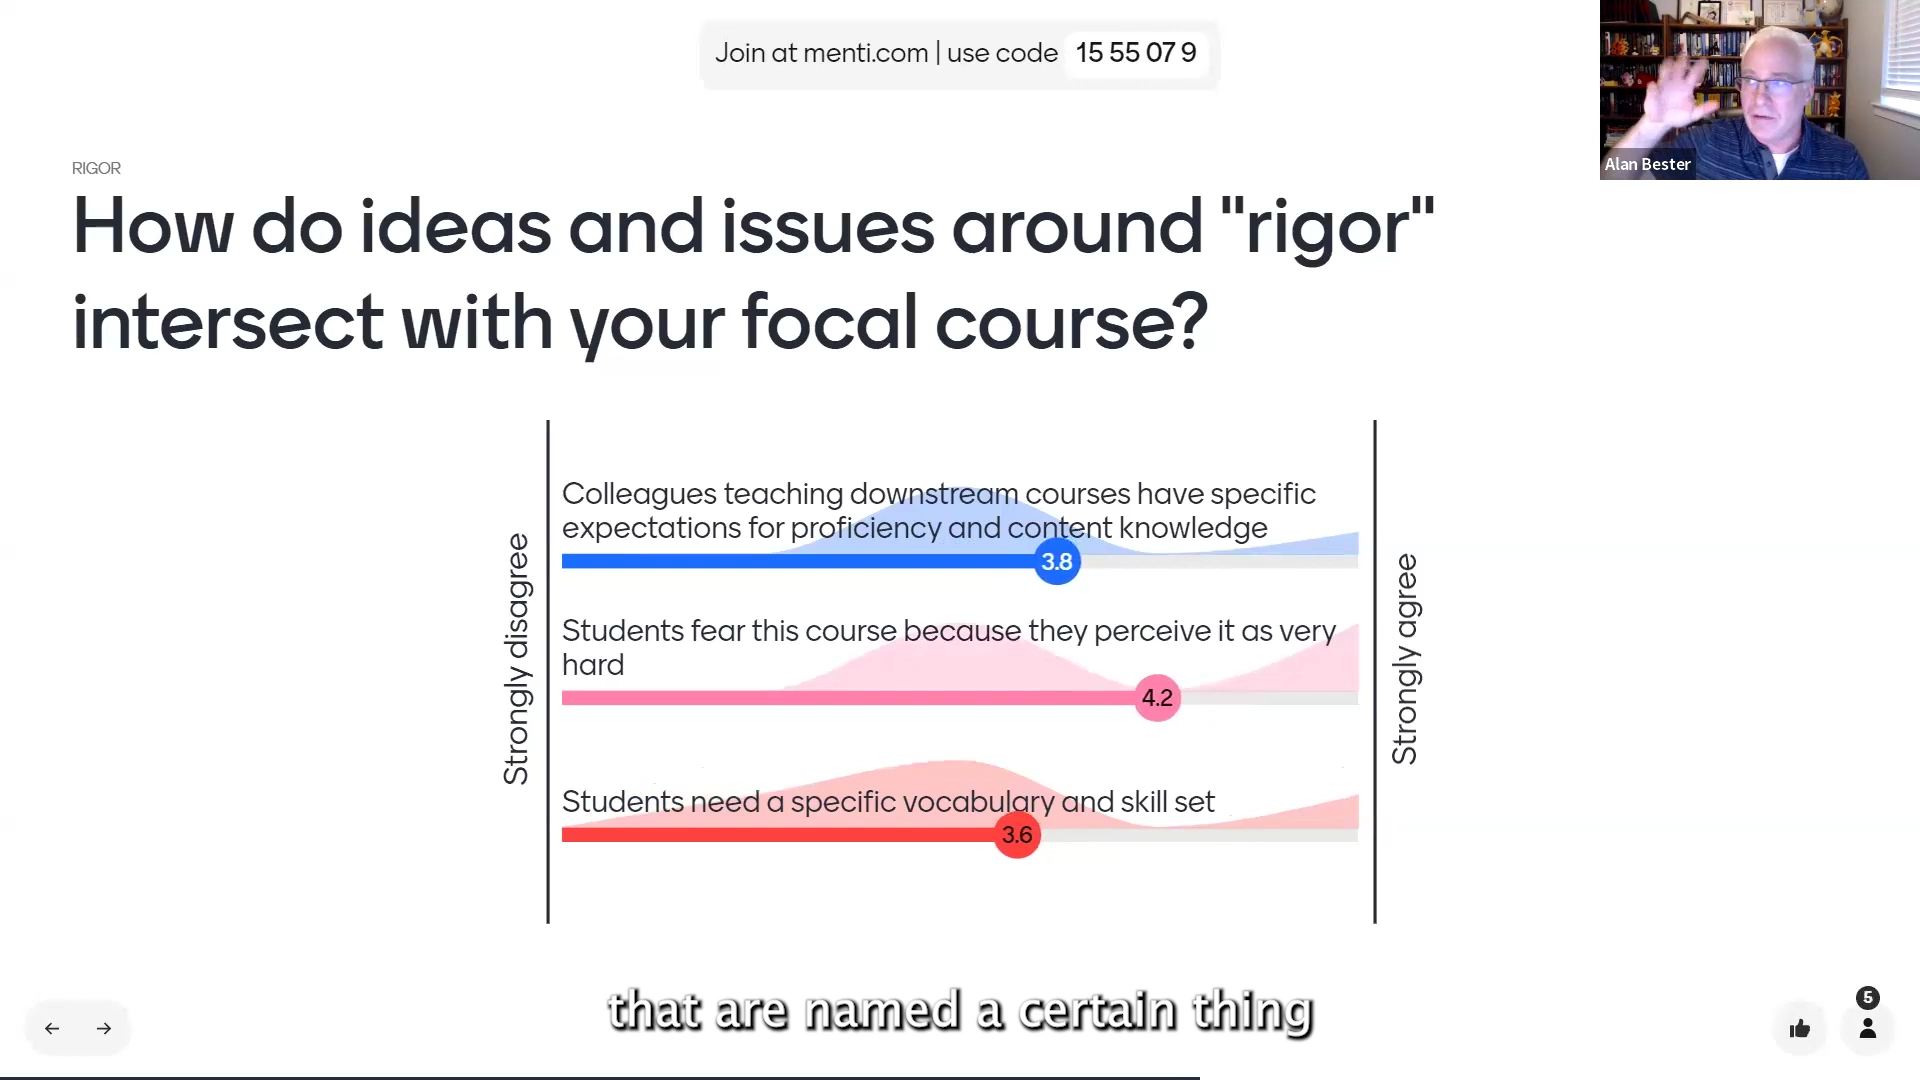 Join at menti.com | use code 15 55 07 9
Alan Bester
RIGOR
How do ideas and issues around "rigor"
intersect with your focal course?
Strongly disagree
Colleagues teaching downstream courses have specific
expectations for proficiency and content knowledge
3.8
Students fear this course because they perceive it as very
hard
4.2
Students need a specific vocabulary and skill set
3.6
Strongly agree
that are named a certain thing
5